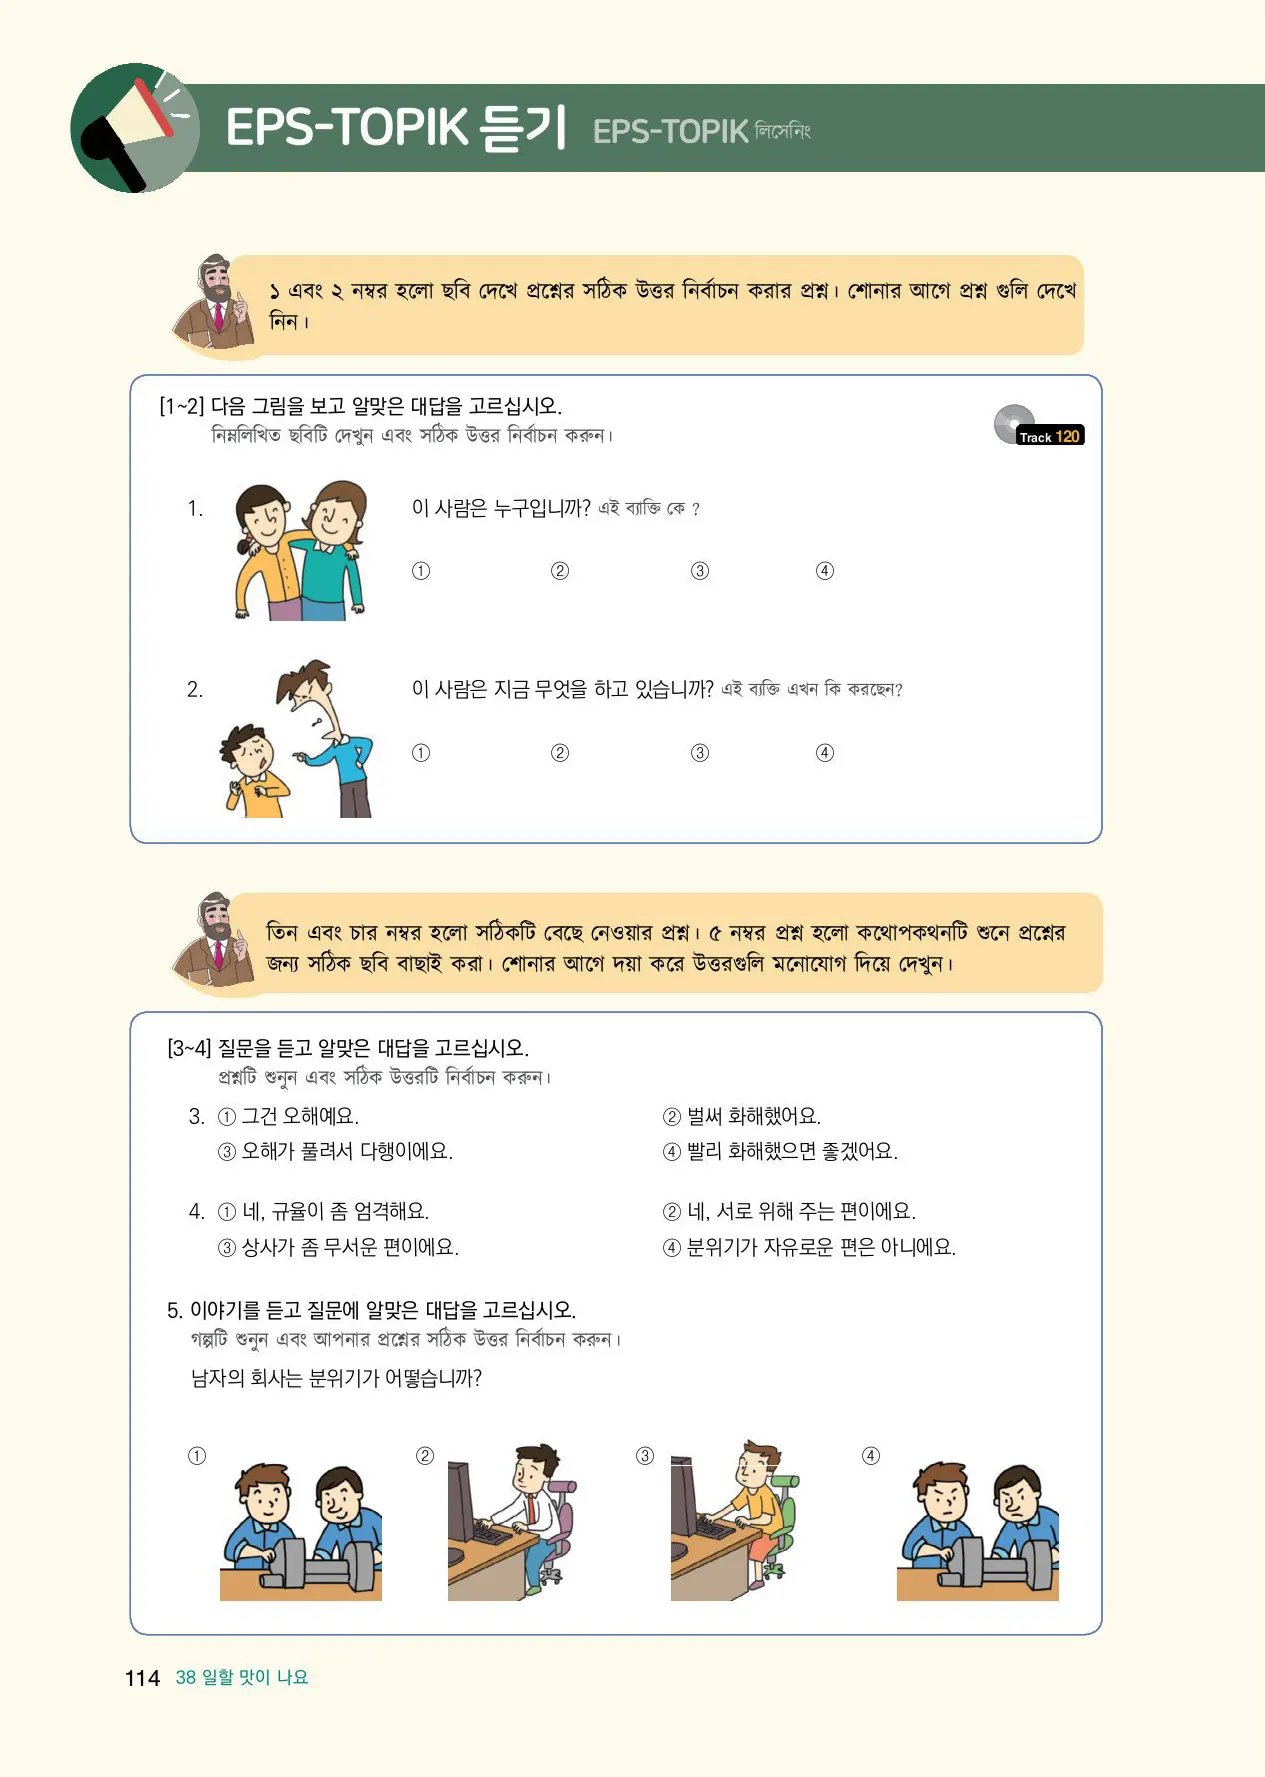 EPS-TOPIK 듣기 EPS-TOPIK লিসেনিং
১ এবং ২ নম্বর হলো ছবি দেখে প্রশ্নের সঠিক উত্তর নির্বাচন করার প্রশ্ন। শোনার আগে প্রশ্ন গুলি দেখে
নিন।
[1~2] 다음 그림을 보고 알맞은 대답을 고르십시오.
নিম্নলিখিত ছবিটি দেখুন এবং সঠিক উত্তর নির্বাচন করুন।
Track 120
1. 이 사람은 누구입니까? এই ব্যাক্তি কে ?
① ② ③ ④
2. 이 사람은 지금 무엇을 하고 있습니까? এই ব্যক্তি এখন কি করছেন?
① ② ③ ④
তিন এবং চার নম্বর হলো সঠিকটি বেছে নেওয়ার প্রশ্ন। ৫ নম্বর প্রশ্ন হলো কথোপকথনটি শুনে প্রশ্নের
জন্য সঠিক ছবি বাছাই করা। শোনার আগে দয়া করে উত্তরগুলি মনোযোগ দিয়ে দেখুন।
[3~4] 질문을 듣고 알맞은 대답을 고르십시오.
প্রশ্নটি শুনুন এবং সঠিক উত্তরটি নির্বাচন করুন।
3. ① 그건 오해예요. ② 벌써 화해했어요.
③ 오해가 풀려서 다행이에요. ④ 빨리 화해했으면 좋겠어요.
4. ① 네, 규율이 좀 엄격해요. ② 네, 서로 위해 주는 편이에요.
③ 상사가 좀 무서운 편이에요. ④ 분위기가 자유로운 편은 아니에요.
5. 이야기를 듣고 질문에 알맞은 대답을 고르십시오.
গল্পটি শুনুন এবং আপনার প্রশ্নের সঠিক উত্তর নির্বাচন করুন।
남자의 회사는 분위기가 어떻습니까?
① ② ③ ④
114 38 일할 맛이 나요